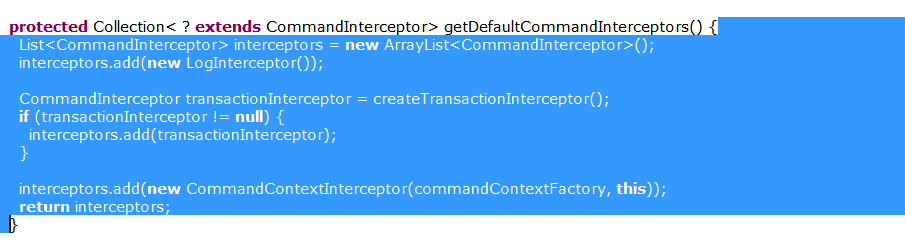 protected Collection< ? extends CommandInterceptor> getDefaultCommandInterceptors() {
List<CommandInterceptor> interceptors = new ArrayList<CommandInterceptor>();
interceptors.add(new LogInterceptor());
CommandInterceptor transactionInterceptor = createTransactionInterceptor();
if (transactionInterceptor != null) {
interceptors.add(transactionInterceptor);
}
interceptors.add(new CommandContextInterceptor(commandContextFactory, this));
return interceptors;
}